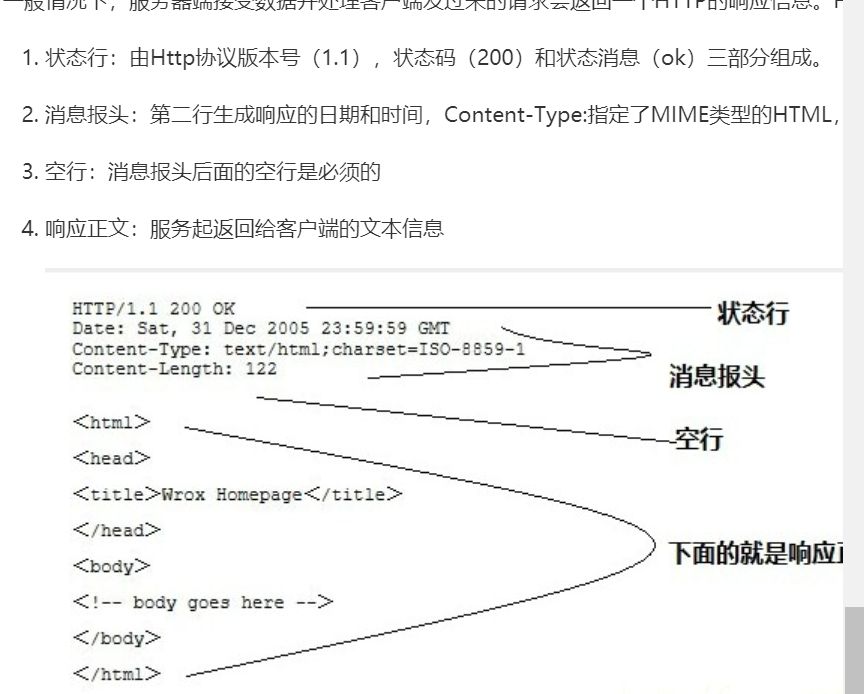 一般情况下，服务器端接受数据并处理客户端发过来的请求会返回一个HTTP的响应信息。
1. 状态行：由Http协议版本号（1.1），状态码（200）和状态消息（ok）三部分组成。
2. 消息报头：第二行生成响应的日期和时间，Content-Type:指定了MIME类型的HTML，
3. 空行：消息报头后面的空行是必须的
4. 响应正文：服务起返回给客户端的文本信息
HTTP/1.1 200 OK
状态行
Date: Sat, 31 Dec 2005 23:59:59 GMT
Content-Type: text/html;charset=ISO-8859-1
Content-Length: 122
消息报头
<html>
空行
<head>
<title>Wrox Homepage</title>
</head>
下面的就是响应正
<body>
<!-- body goes here -->
</body>
</html>